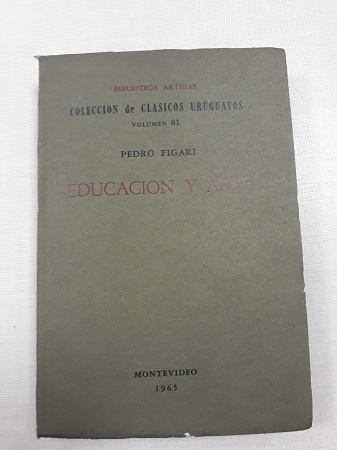 BIBLIOTECA ARTIGAS
COLECCION de CLASICOS URUGUAYOS
VOLUMEN 81
PEDRO FIGARI
EDUCACION Y ARTE
MONTEVIDEO
1965